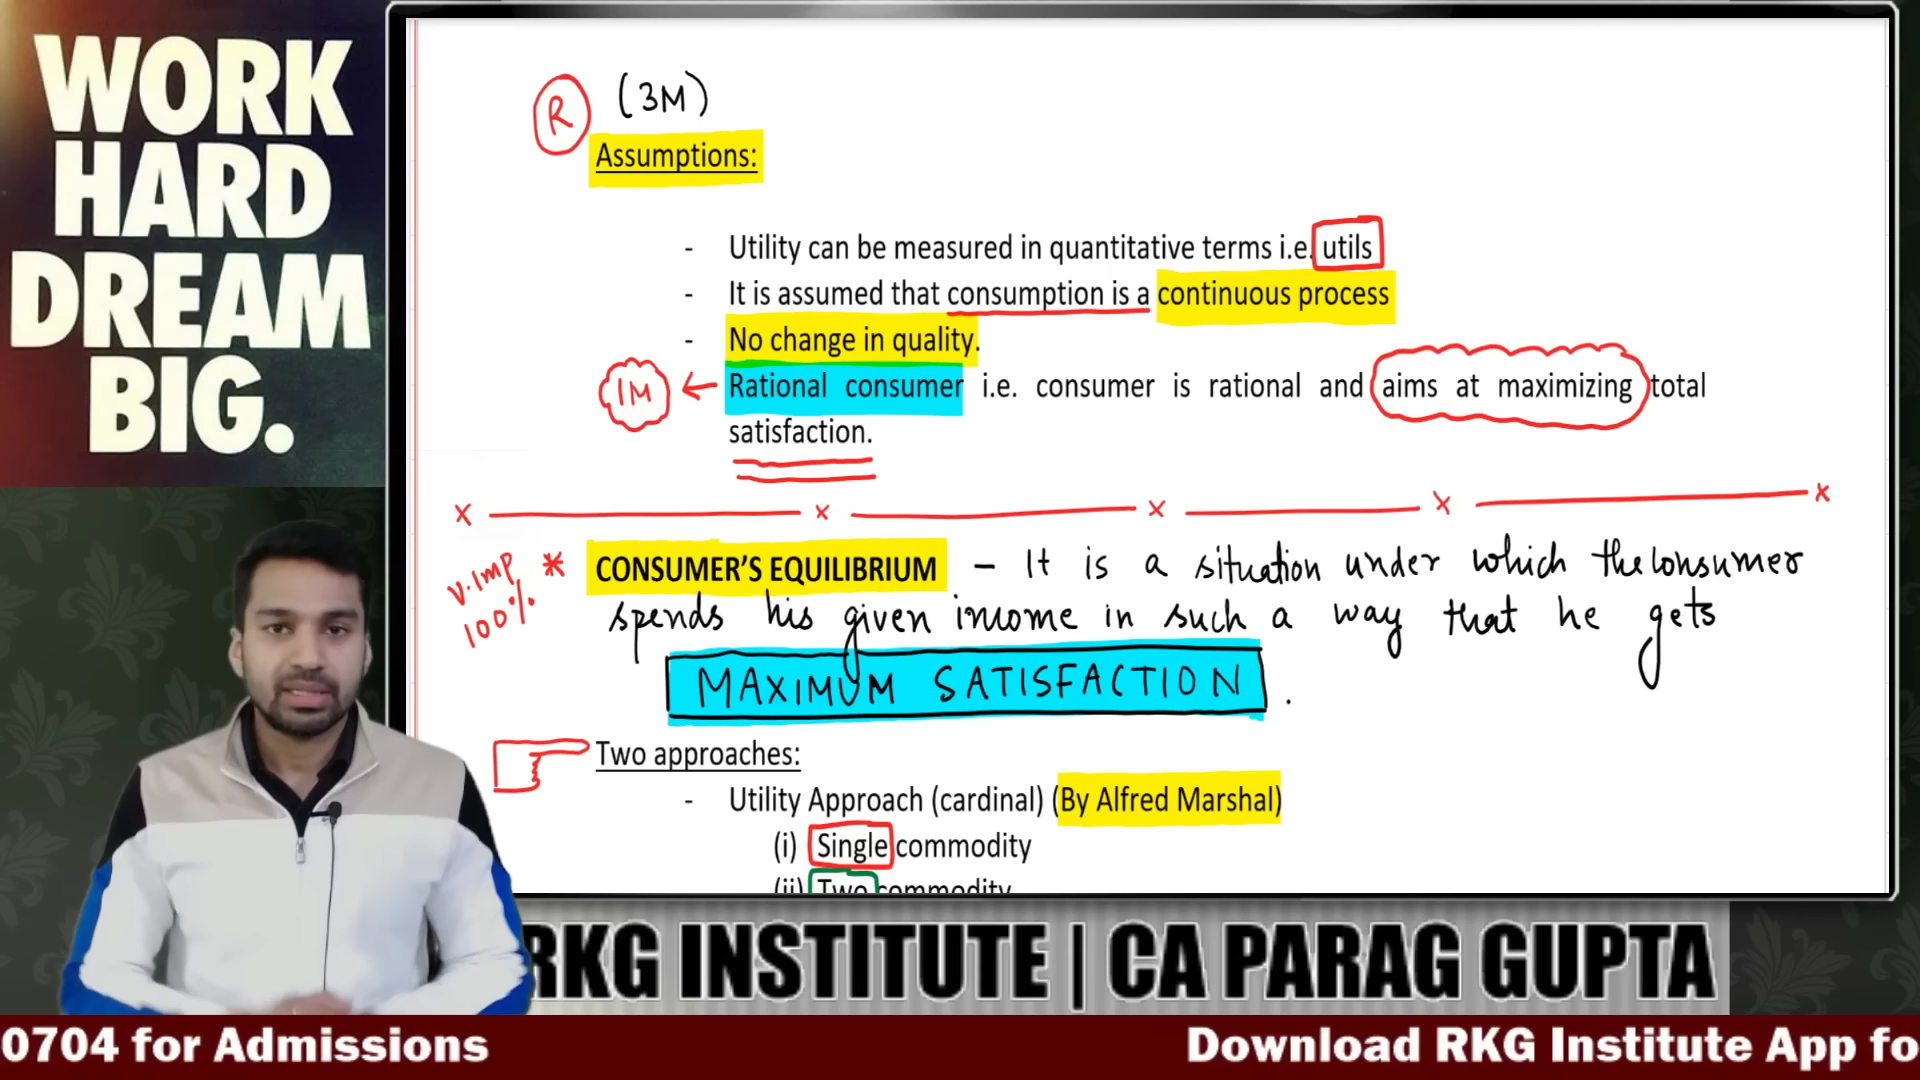 WORK
HARD
DREAM
BIG.
R (3M)
Assumptions:
- Utility can be measured in quantitative terms i.e. utils
- It is assumed that consumption is a continuous process
- No change in quality.
1M ← Rational consumer i.e. consumer is rational and aims at maximizing total
satisfaction.
x x x x x
V.IMP
100%
* CONSUMER'S EQUILIBRIUM – It is a situation under which the consumer
spends his given income in such a way that he gets
MAXIMUM SATISFACTION.
Two approaches:
- Utility Approach (cardinal) (By Alfred Marshal)
(i) Single commodity
(ii) Two commodity
RKG INSTITUTE | CA PARAG GUPTA
0704 for Admissions
Download RKG Institute App fo